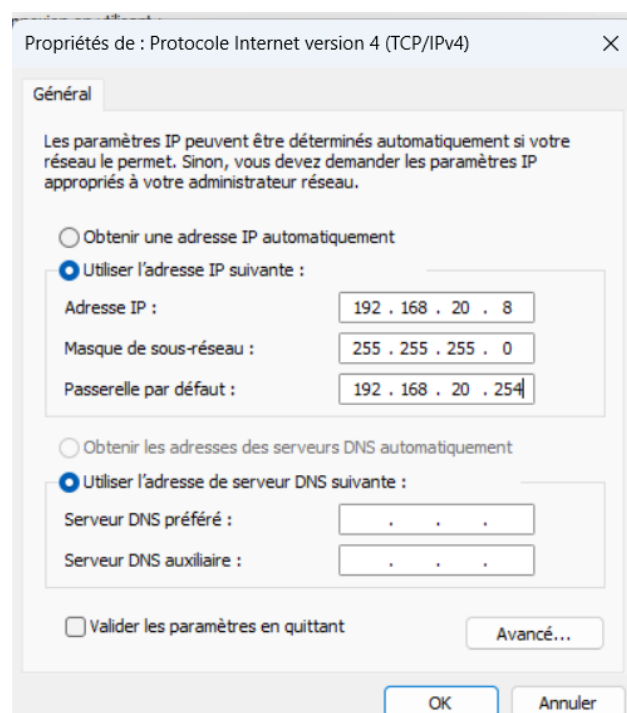 Propriétés de : Protocole Internet version 4 (TCP/IPv4)
Général
Les paramètres IP peuvent être déterminés automatiquement si votre
réseau le permet. Sinon, vous devez demander les paramètres IP
appropriés à votre administrateur réseau.
Obtenir une adresse IP automatiquement
Utiliser l'adresse IP suivante :
Adresse IP : 192 . 168 . 20 . 8
Masque de sous-réseau : 255 . 255 . 255 . 0
Passerelle par défaut : 192 . 168 . 20 . 254
Obtenir les adresses des serveurs DNS automatiquement
Utiliser l'adresse de serveur DNS suivante :
Serveur DNS préféré : . . .
Serveur DNS auxiliaire : . . .
Valider les paramètres en quittant
Avancé...
OK Annuler